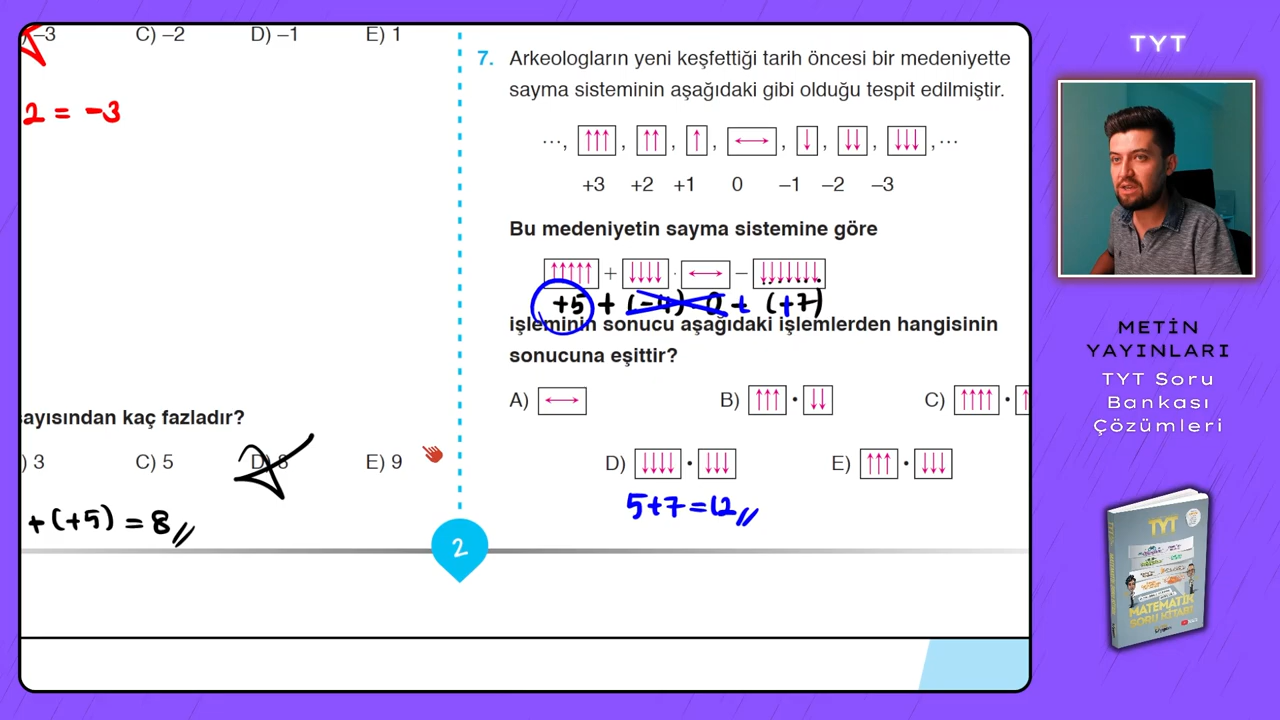 –3 C) –2 D) –1 E) 1
2 = -3
ayısından kaç fazladır?
) 3 C) 5 D) 8 E) 9
+ (+5) = 8
7. Arkeologların yeni keşfettiği tarih öncesi bir medeniyette
sayma sisteminin aşağıdaki gibi olduğu tespit edilmiştir.
···, ↑↑↑ , ↑↑ , ↑ , ↔ , ↓ , ↓↓ , ↓↓↓ , ···
+3 +2 +1 0 –1 –2 –3
Bu medeniyetin sayma sistemine göre
↑↑↑↑↑ + ↓↓↓↓ · ↔ – ↓↓↓↓↓↓↓
+5 + (-4) 0 + (+7)
işleminin sonucu aşağıdaki işlemlerden hangisinin
sonucuna eşittir?
A) ↔ B) ↑↑↑ • ↓↓ C) ↑↑↑↑ • ↑
D) ↓↓↓↓ • ↓↓↓ E) ↑↑↑ • ↓↓↓
5+7=12
2
TYT
METİN
YAYINLARI
TYT Soru
Bankası
Çözümleri
TYT
MATEMATİK
SORU KİTABI